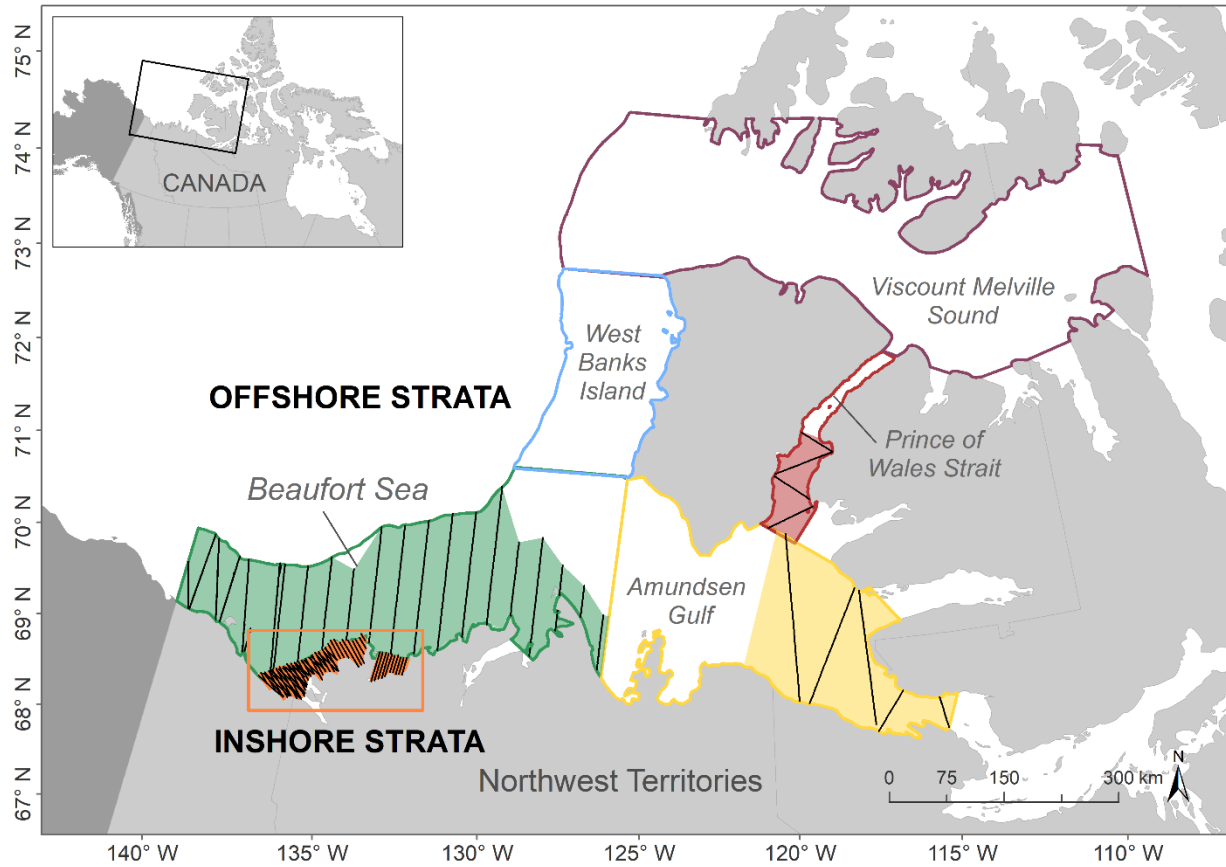 75° N
74° N
73° N
72° N
71° N
70° N
69° N
68° N
67° N
CANADA
Viscount Melville
Sound
West
Banks
Island
OFFSHORE STRATA
Prince of
Wales Strait
Beaufort Sea
Amundsen
Gulf
INSHORE STRATA
Northwest Territories
0 75 150 300 km
N
140° W 135° W 130° W 125° W 120° W 115° W 110° W